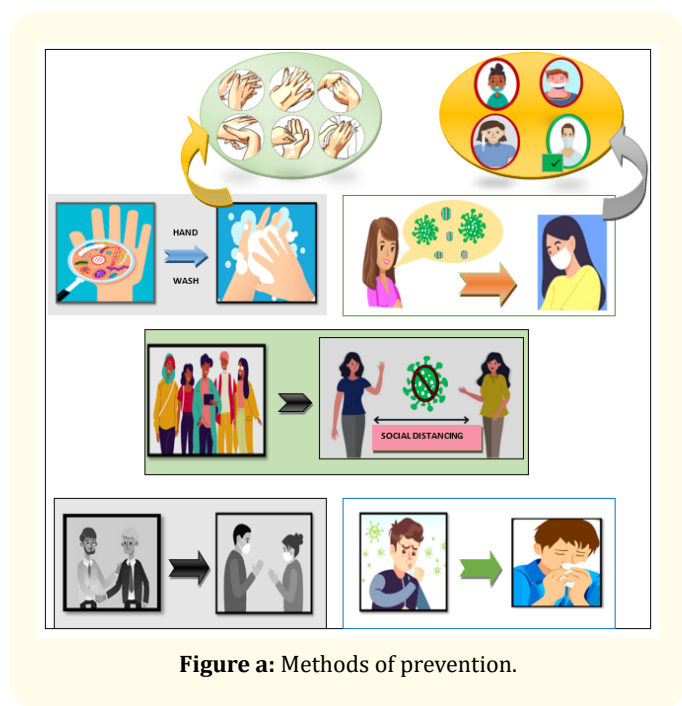 HAND
WASH
SOCIAL DISTANCING
Figure a: Methods of prevention.